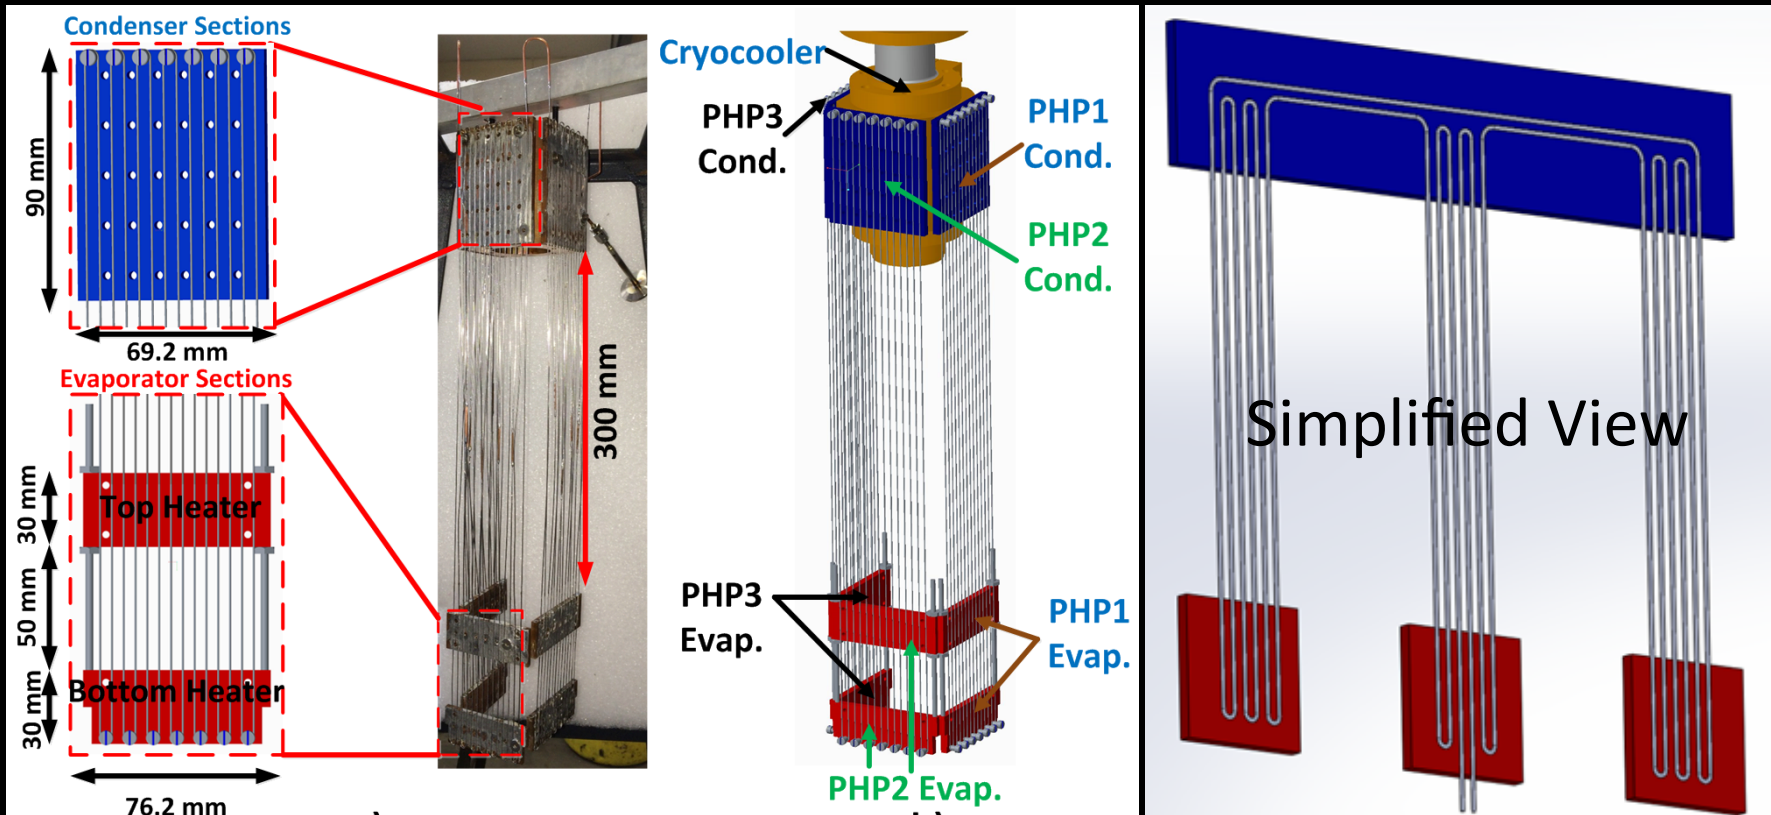 Condenser Sections
90 mm
69.2 mm
Evaporator Sections
30 mm
Top Heater
50 mm
Bottom Heater
30 mm
76.2 mm
300 mm
Cryocooler
PHP3
Cond.
PHP1
Cond.
PHP2
Cond.
PHP3
Evap.
PHP1
Evap.
PHP2 Evap.
Simplified View